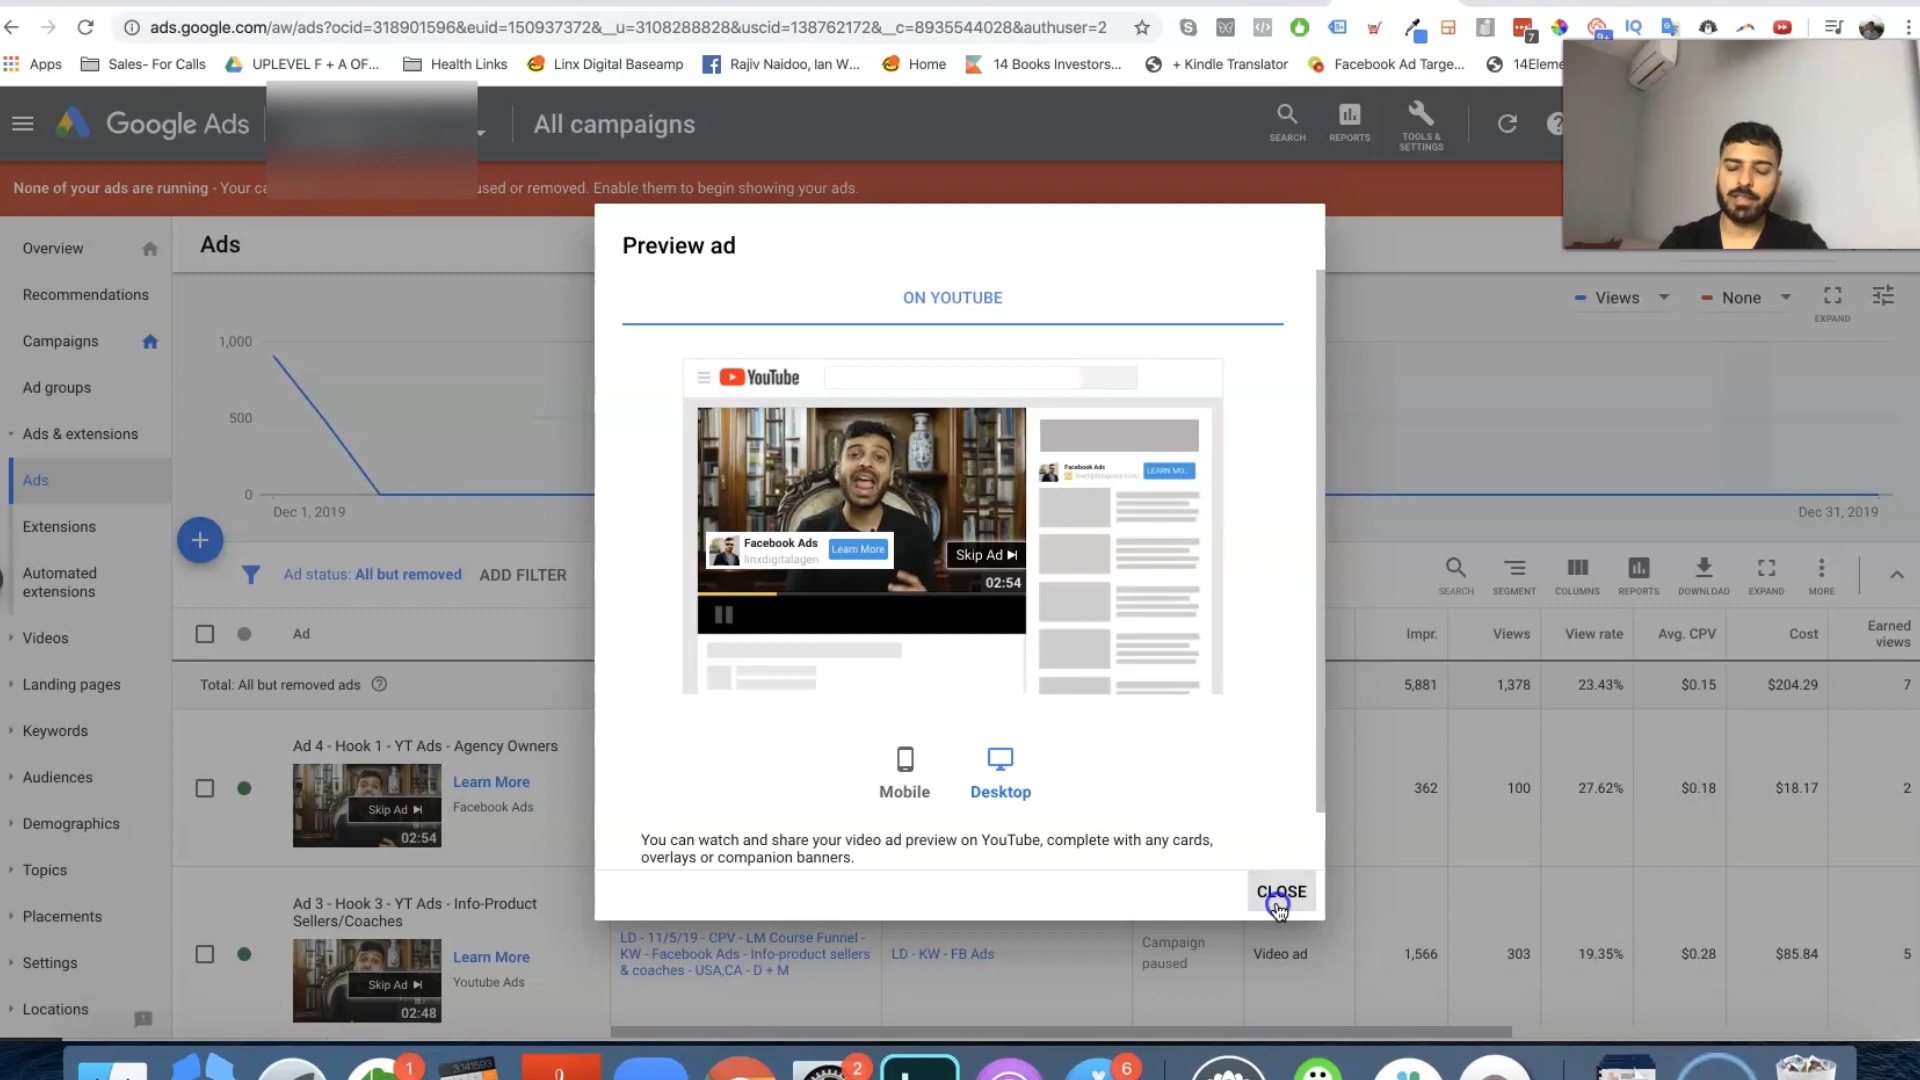 ads.google.com/aw/ads?ocid=318901596&euid=150937372&__u=3108288828&uscid=138762172&__c=8935544028&authuser=2
7
9+
IQ
Apps
Sales- For Calls
UPLEVEL F + A OF...
Health Links
Linx Digital Basecamp
Rajiv Naidoo, Ian W...
Home
14 Books Investors...
+ Kindle Translator
Facebook Ad Targe...
14Eleme
Google Ads
All campaigns
SEARCH
REPORTS
TOOLS &
SETTINGS
None of your ads are running - Your ca
used or removed. Enable them to begin showing your ads.
Overview
Recommendations
Campaigns
Ad groups
Ads & extensions
Ads
Extensions
Automated
extensions
Videos
Landing pages
Keywords
Audiences
Demographics
Topics
Placements
Settings
Locations
Ads
Views
None
EXPAND
1,000
500
0
Dec 1, 2019
Dec 31, 2019
Ad status: All but removed
ADD FILTER
SEARCH
SEGMENT
COLUMNS
REPORTS
DOWNLOAD
EXPAND
MORE
Ad
Impr.
Views
View rate
Avg. CPV
Cost
Earned
views
Total: All but removed ads
5,881
1,378
23.43%
$0.15
$204.29
7
Ad 4 - Hook 1 - YT Ads - Agency Owners
Skip Ad
02:54
Learn More
Facebook Ads
362
100
27.62%
$0.18
$18.17
2
Ad 3 - Hook 3 - YT Ads - Info-Product
Sellers/Coaches
Skip Ad
02:48
Learn More
Youtube Ads
LD - 11/5/19 - CPV - LM Course Funnel -
KW - Facebook Ads - Info-product sellers
& coaches - USA,CA - D + M
LD - KW - FB Ads
Campaign
paused
Video ad
1,566
303
19.35%
$0.28
$85.84
5
Preview ad
ON YOUTUBE
YouTube
Facebook Ads
linxdigitalagen
Learn More
Skip Ad
02:54
Facebook Ads
LEARN MO...
Mobile
Desktop
You can watch and share your video ad preview on YouTube, complete with any cards,
overlays or companion banners.
CLOSE
1
2
6